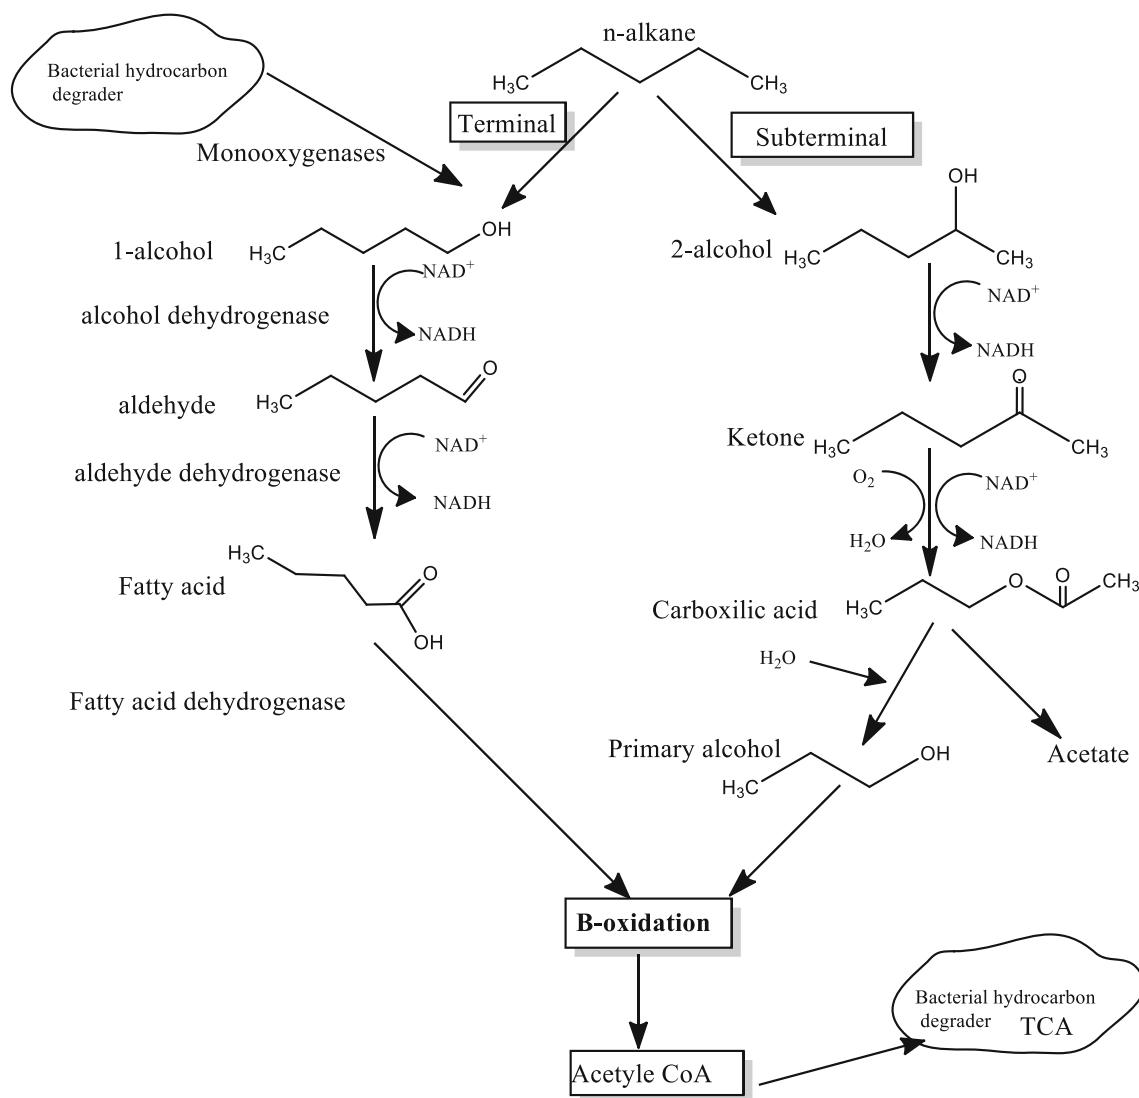 n-alkane
Bacterial hydrocarbon
degrader
H₃C
CH₃
Terminal
Subterminal
Monooxygenases
OH
1-alcohol
H₃C
OH
2-alcohol
H₃C
CH₃
NAD⁺
alcohol dehydrogenase
NADH
NAD⁺
NADH
aldehyde
H₃C
O
Ketone
H₃C
O
CH₃
NAD⁺
aldehyde dehydrogenase
NADH
O₂
NAD⁺
H₂O
NADH
Fatty acid
H₃C
O
OH
Carboxilic acid
H₃C
O
O
CH₃
H₂O
Fatty acid dehydrogenase
Primary alcohol
H₃C
OH
Acetate
B-oxidation
Bacterial hydrocarbon
degrader TCA
Acetyle CoA